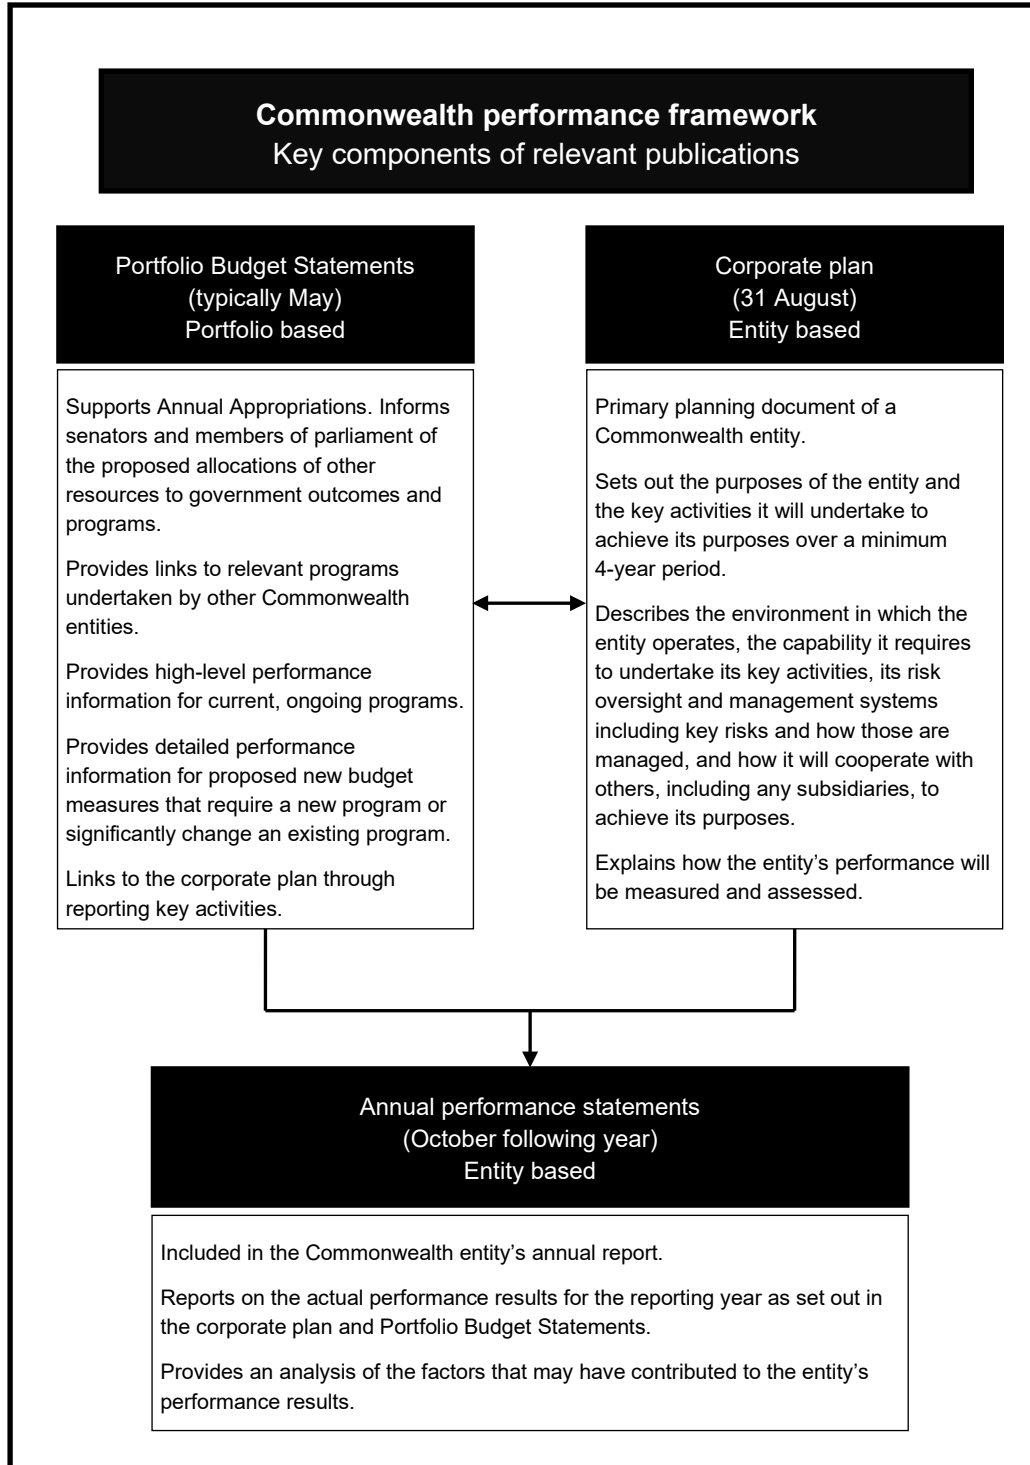 Commonwealth performance framework
Key components of relevant publications
Portfolio Budget Statements
(typically May)
Portfolio based
Supports Annual Appropriations. Informs
senators and members of parliament of
the proposed allocations of other
resources to government outcomes and
programs.
Provides links to relevant programs
undertaken by other Commonwealth
entities.
Provides high-level performance
information for current, ongoing programs.
Provides detailed performance
information for proposed new budget
measures that require a new program or
significantly change an existing program.
Links to the corporate plan through
reporting key activities.
Corporate plan
(31 August)
Entity based
Primary planning document of a
Commonwealth entity.
Sets out the purposes of the entity and
the key activities it will undertake to
achieve its purposes over a minimum
4-year period.
Describes the environment in which the
entity operates, the capability it requires
to undertake its key activities, its risk
oversight and management systems
including key risks and how those are
managed, and how it will cooperate with
others, including any subsidiaries, to
achieve its purposes.
Explains how the entity’s performance will
be measured and assessed.
Annual performance statements
(October following year)
Entity based
Included in the Commonwealth entity’s annual report.
Reports on the actual performance results for the reporting year as set out in
the corporate plan and Portfolio Budget Statements.
Provides an analysis of the factors that may have contributed to the entity’s
performance results.